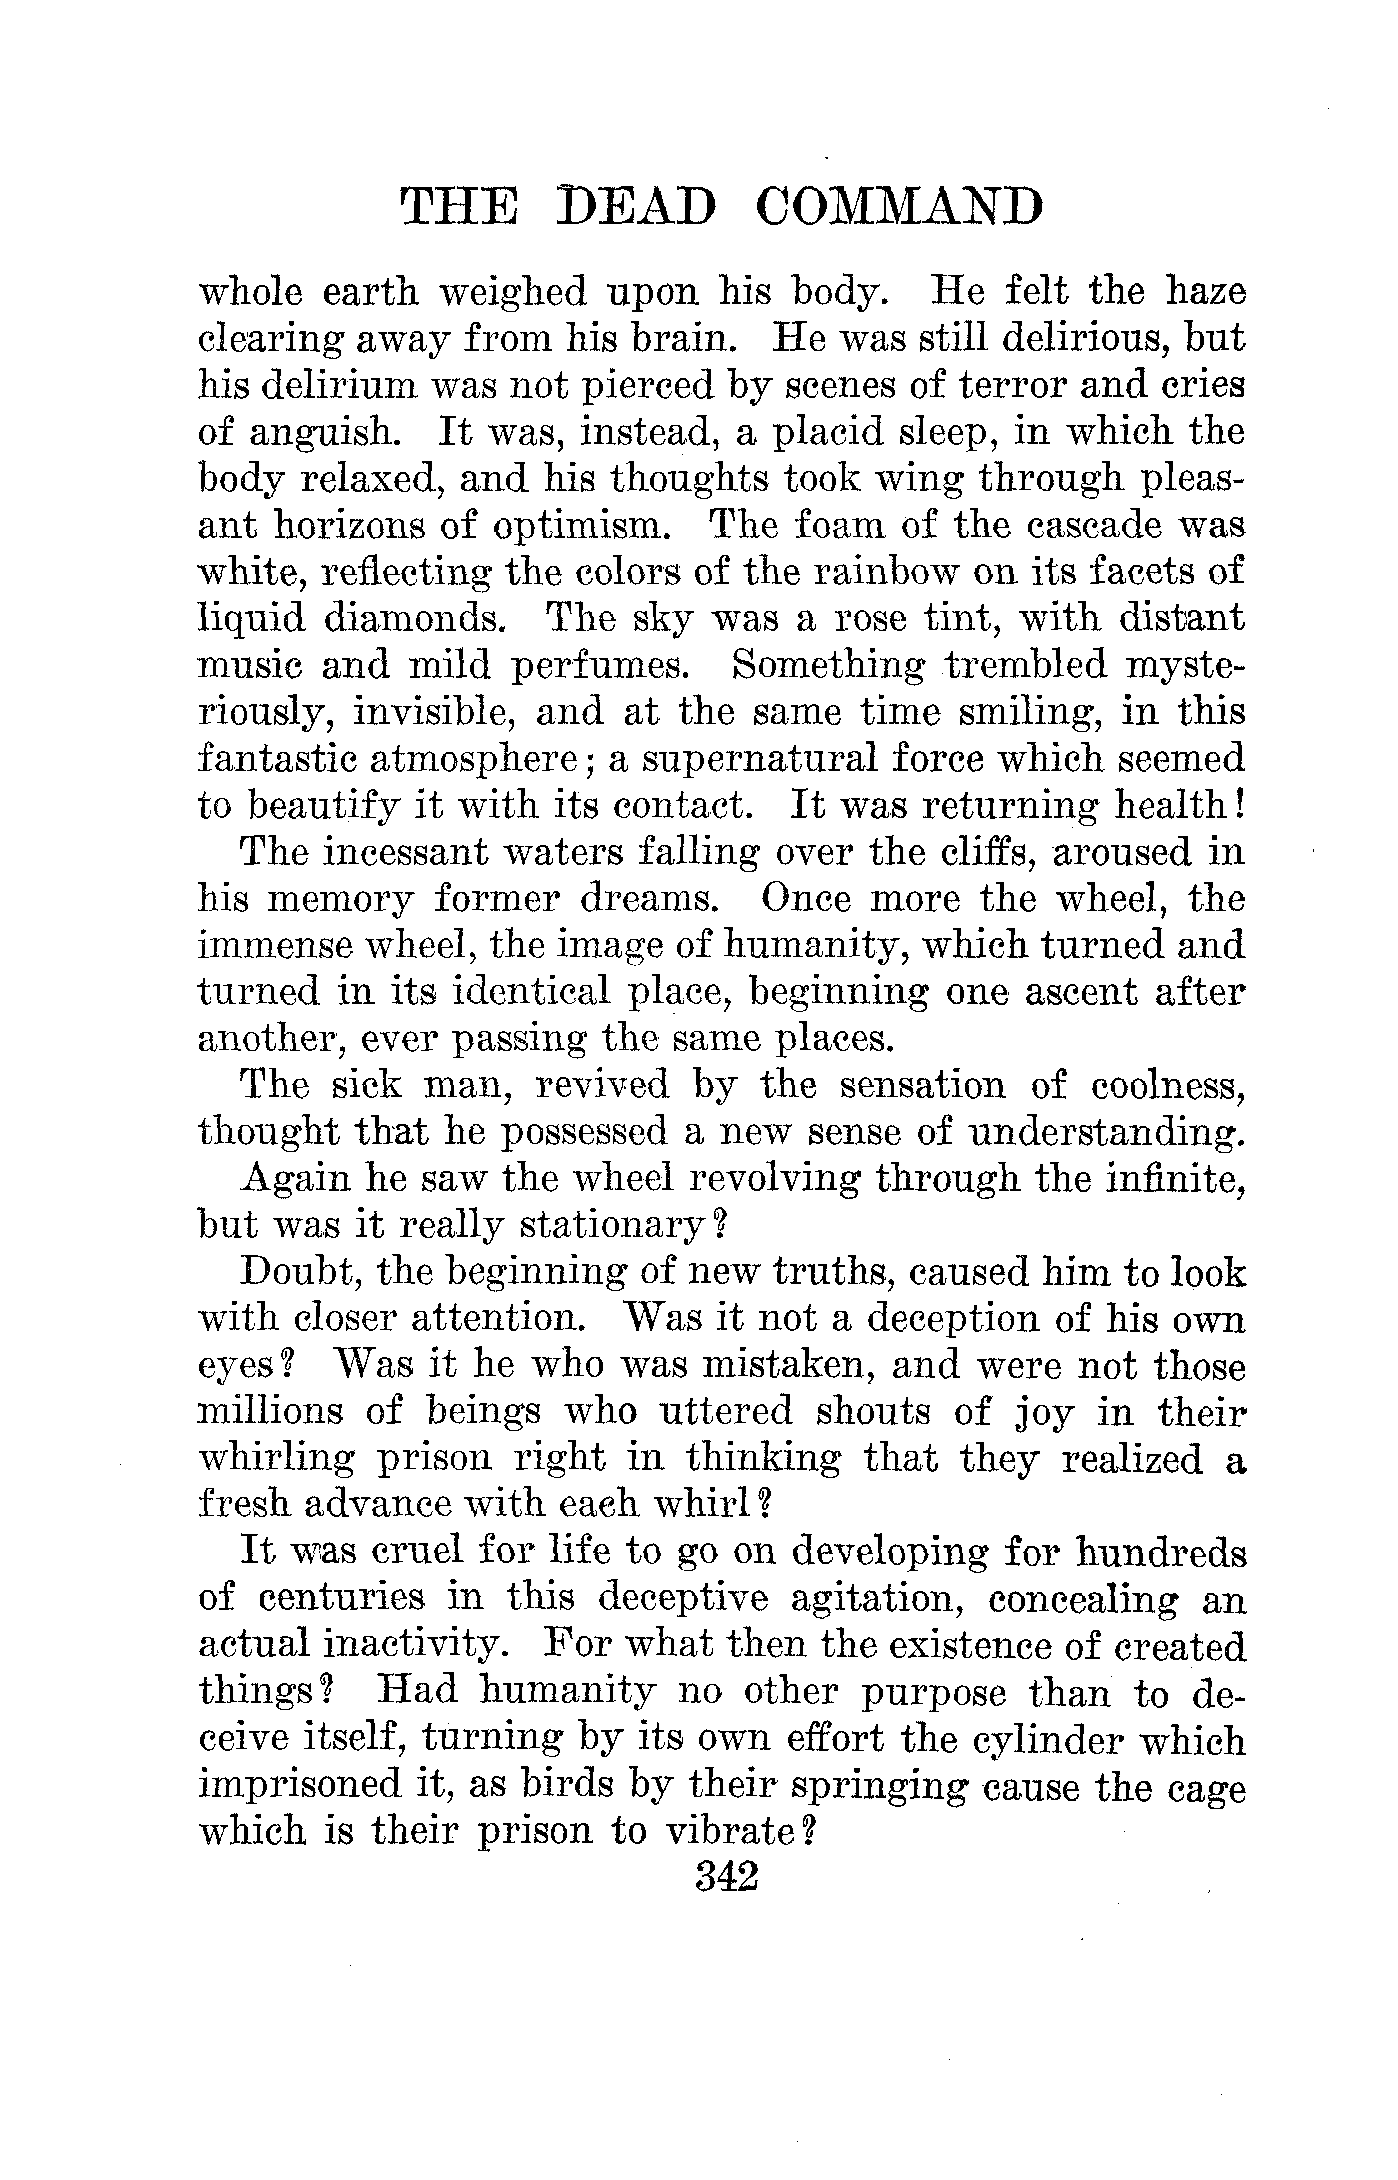 THE DEAD COMMAND
whole earth weighed upon his body. He felt the haze
clearing away from his brain. He was still delirious, but
his delirium was not pierced by scenes of terror and cries
of anguish. It was, instead, a placid sleep, in which the
body relaxed, and his thoughts took wing through pleas-
ant horizons of optimism. The foam of the cascade was
white, reflecting the colors of the rainbow on its facets of
liquid diamonds. The sky was a rose tint, with distant
music and mild perfumes. Something trembled myste-
riously, invisible, and at the same time smiling, in this
fantastic atmosphere; a supernatural force which seemed
to beautify it with its contact. It was returning health!
The incessant waters falling over the cliffs, aroused in
his memory former dreams. Once more the wheel, the
immense wheel, the image of humanity, which turned and
turned in its identical place, beginning one ascent after
another, ever passing the same places.
The sick man, revived by the sensation of coolness,
thought that he possessed a new sense of understanding.
Again he saw the wheel revolving through the infinite,
but was it really stationary?
Doubt, the beginning of new truths, caused him to look
with closer attention. Was it not a deception of his own
eyes? Was it he who was mistaken, and were not those
millions of beings who uttered shouts of joy in their
whirling prison right in thinking that they realized a
fresh advance with each whirl?
It was cruel for life to go on developing for hundreds
of centuries in this deceptive agitation, concealing an
actual inactivity. For what then the existence of created
things? Had humanity no other purpose than to de-
ceive itself, turning by its own effort the cylinder which
imprisoned it, as birds by their springing cause the cage
which is their prison to vibrate?
342